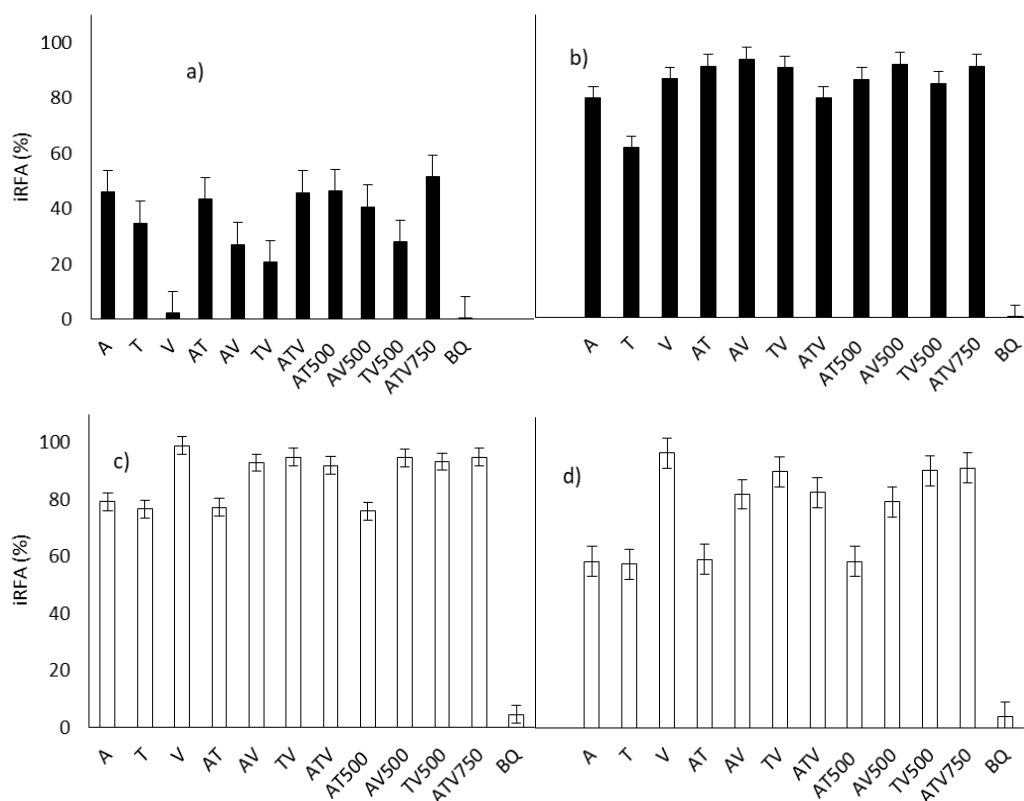 a)
iRFA (%)
100
80
60
40
20
0
A T V AT AV TV ATV AT500 AV500 TV500 ATV750 BQ
b)
A T V AT AV TV ATV AT500 AV500 TV500 ATV750 BQ
c)
iRFA (%)
100
80
60
40
20
0
A T V AT AV TV ATV AT500 AV500 TV500 ATV750 BQ
d)
A T V AT AV TV ATV AT500 AV500 TV500 ATV750 BQ